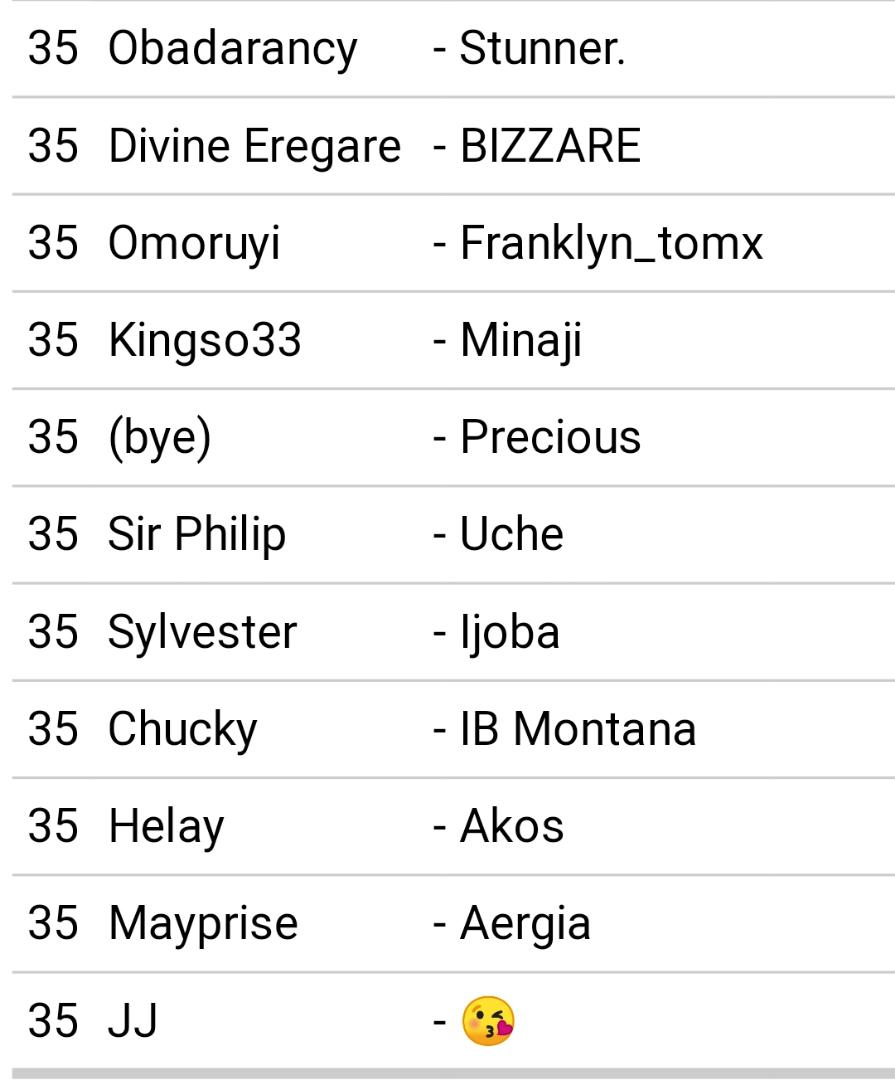 35 Obadarancy - Stunner.
35 Divine Eregare - BIZZARE
35 Omoruyi - Franklyn_tomx
35 Kingso33 - Minaji
35 (bye) - Precious
35 Sir Philip - Uche
35 Sylvester - Ijoba
35 Chucky - IB Montana
35 Helay - Akos
35 Mayprise - Aergia
35 JJ - 😘